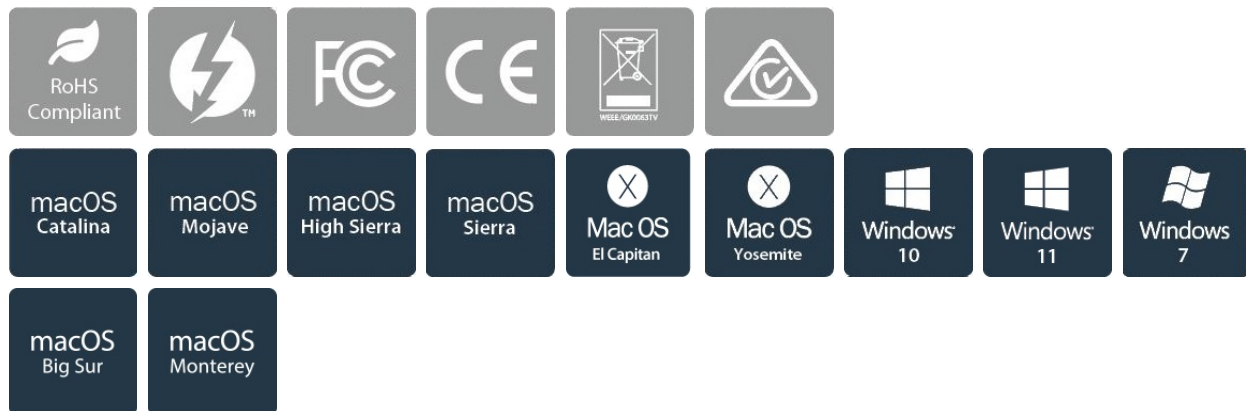 RoHS
Compliant
TM
FC
CE
WEEE/GK0063TV
macOS
Catalina
macOS
Mojave
macOS
High Sierra
macOS
Sierra
X
Mac OS
El Capitan
X
Mac OS
Yosemite
Windows
10
Windows
11
Windows
7
macOS
Big Sur
macOS
Monterey